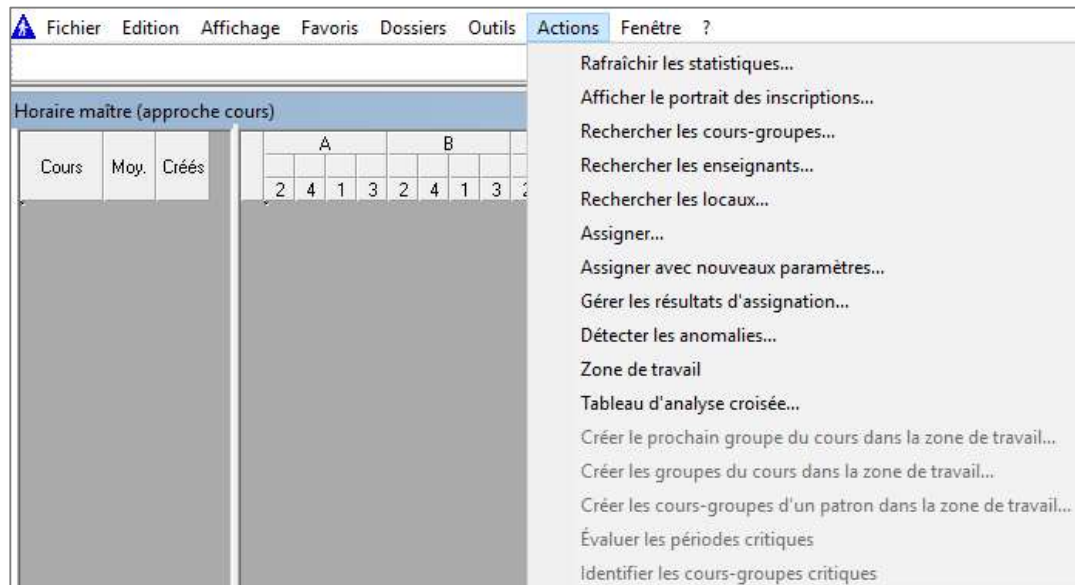 Fichier Edition Affichage Favoris Dossiers Outils Actions Fenêtre ?
Horaire maître (approche cours)
Cours Moy. Créés
A B
2 4 1 3 2 4 1 3
Rafraîchir les statistiques...
Afficher le portrait des inscriptions...
Rechercher les cours-groupes...
Rechercher les enseignants...
Rechercher les locaux...
Assigner...
Assigner avec nouveaux paramètres...
Gérer les résultats d'assignation...
Détecter les anomalies...
Zone de travail
Tableau d'analyse croisée...
Créer le prochain groupe du cours dans la zone de travail...
Créer les groupes du cours dans la zone de travail...
Créer les cours-groupes d'un patron dans la zone de travail...
Évaluer les périodes critiques
Identifier les cours-groupes critiques